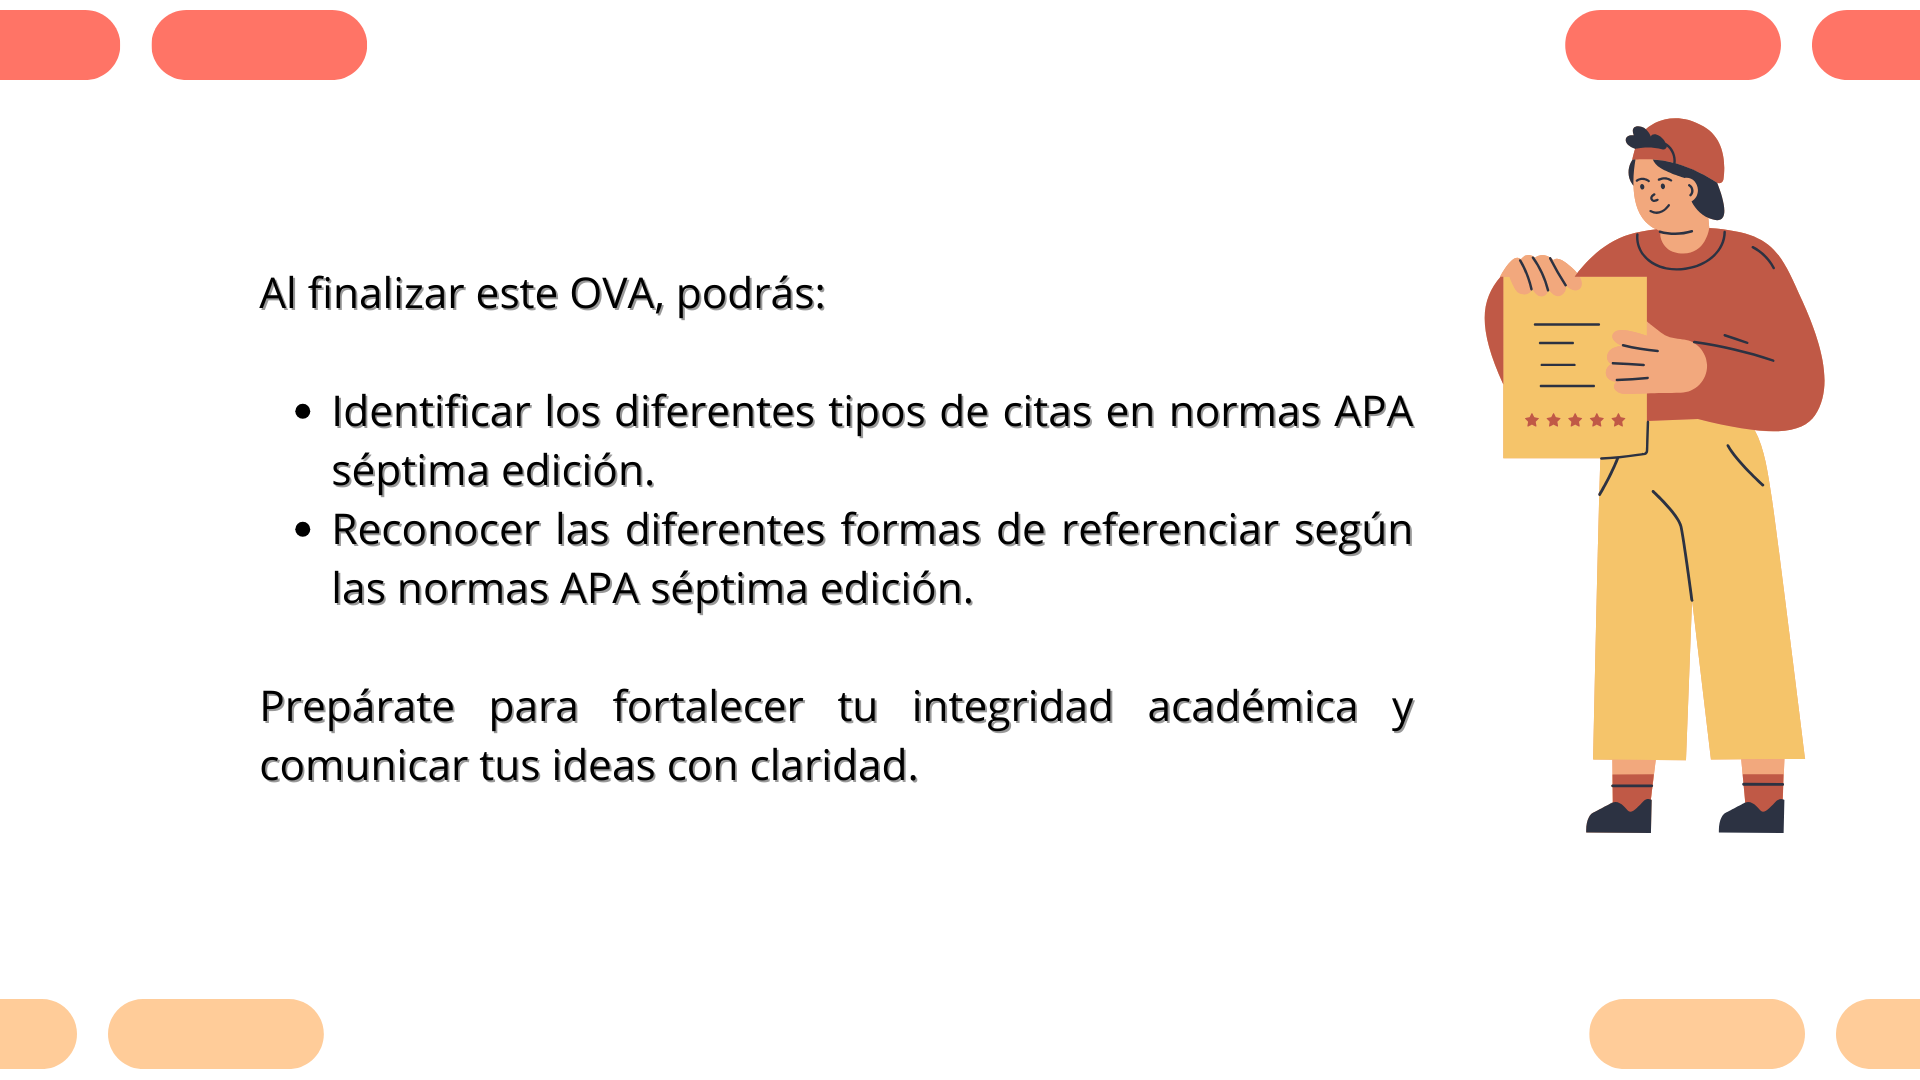 Al finalizar este OVA, podrás:
• Identificar los diferentes tipos de citas en normas APA
séptima edición.
• Reconocer las diferentes formas de referenciar según
las normas APA séptima edición.
Prepárate para fortalecer tu integridad académica y
comunicar tus ideas con claridad.